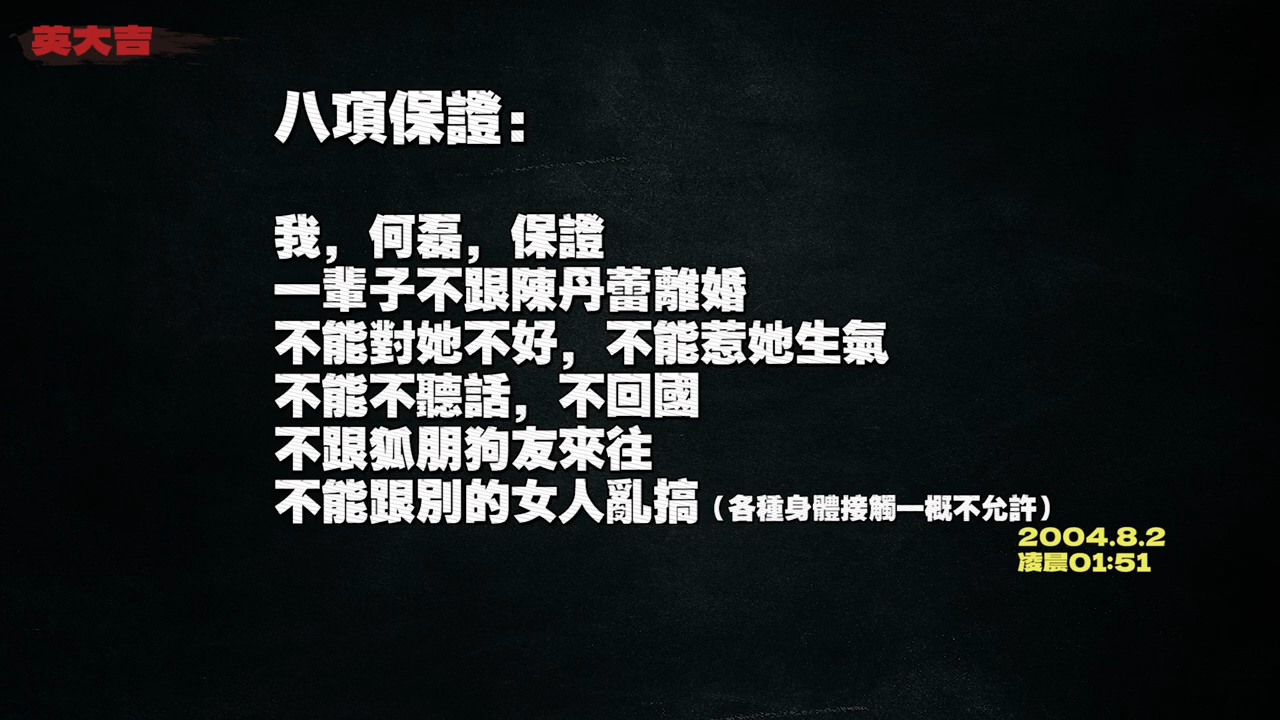 英大吉
八項保證：
我，何磊，保證
一輩子不跟陳丹蕾離婚
不能對她不好，不能惹她生氣
不能不聽話，不回國
不跟狐朋狗友來往
不能跟別的女人亂搞（各種身體接觸一概不允許）
2004.8.2
凌晨01:51